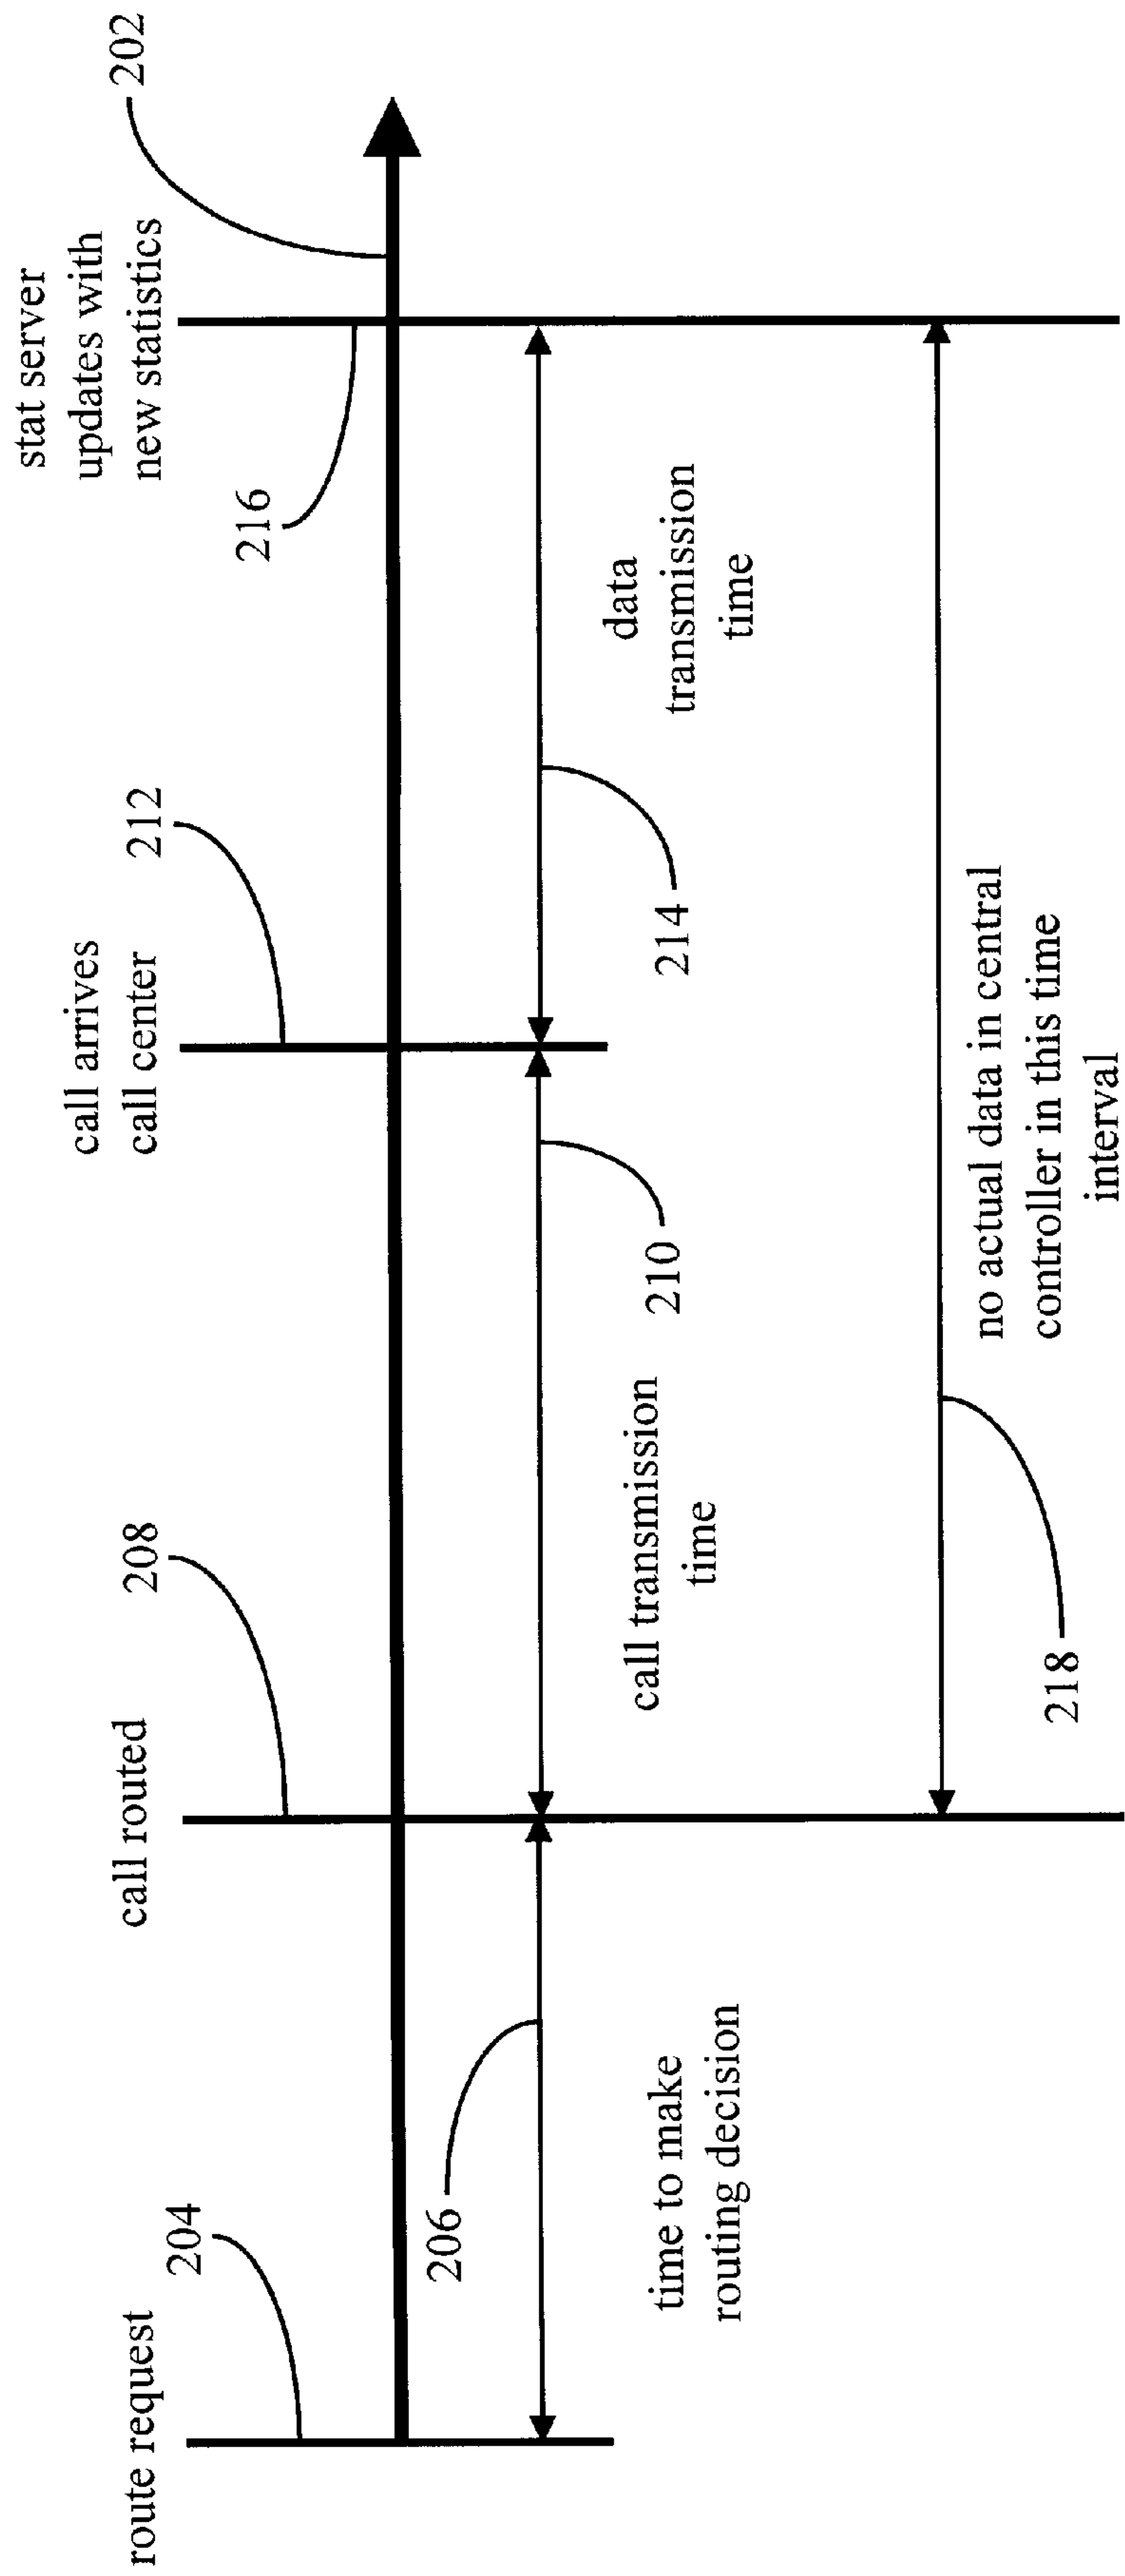 route request
204
call routed
208
call arrives
call center
212
stat server
updates with
new statistics
216
202
206
time to make
routing decision
call transmission
time
210
214
data
transmission
time
218
no actual data in central
controller in this time
interval